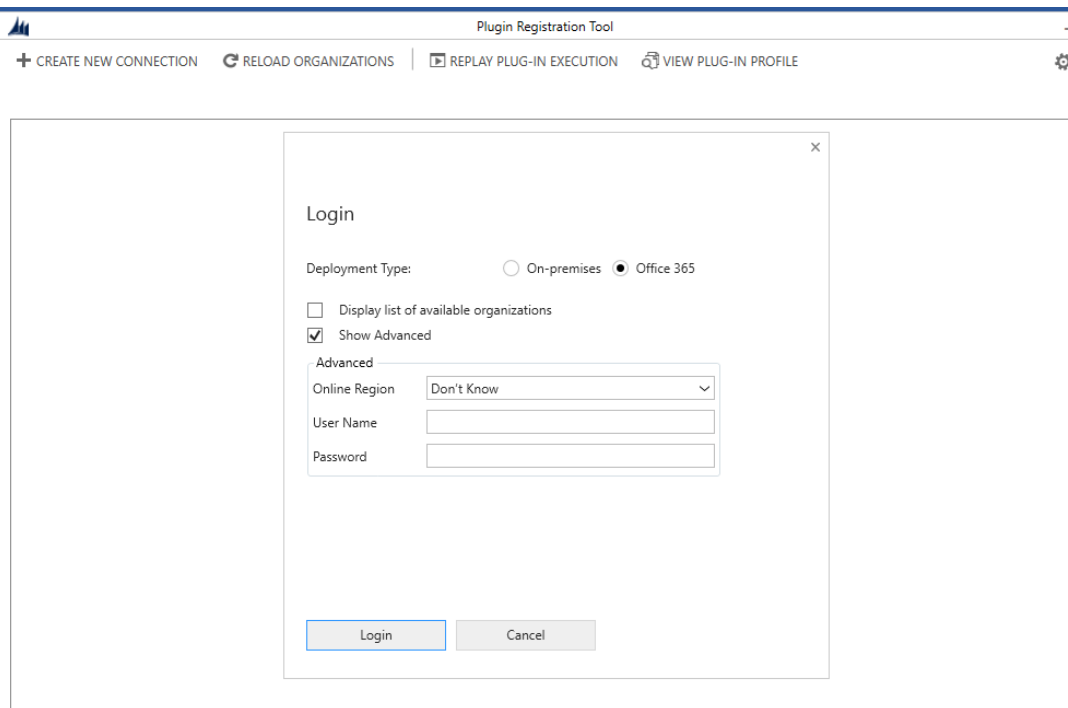 Plugin Registration Tool
CREATE NEW CONNECTION RELOAD ORGANIZATIONS REPLAY PLUG-IN EXECUTION VIEW PLUG-IN PROFILE
Login
Deployment Type: On-premises Office 365
Display list of available organizations
Show Advanced
Advanced
Online Region Don't Know
User Name
Password
Login Cancel